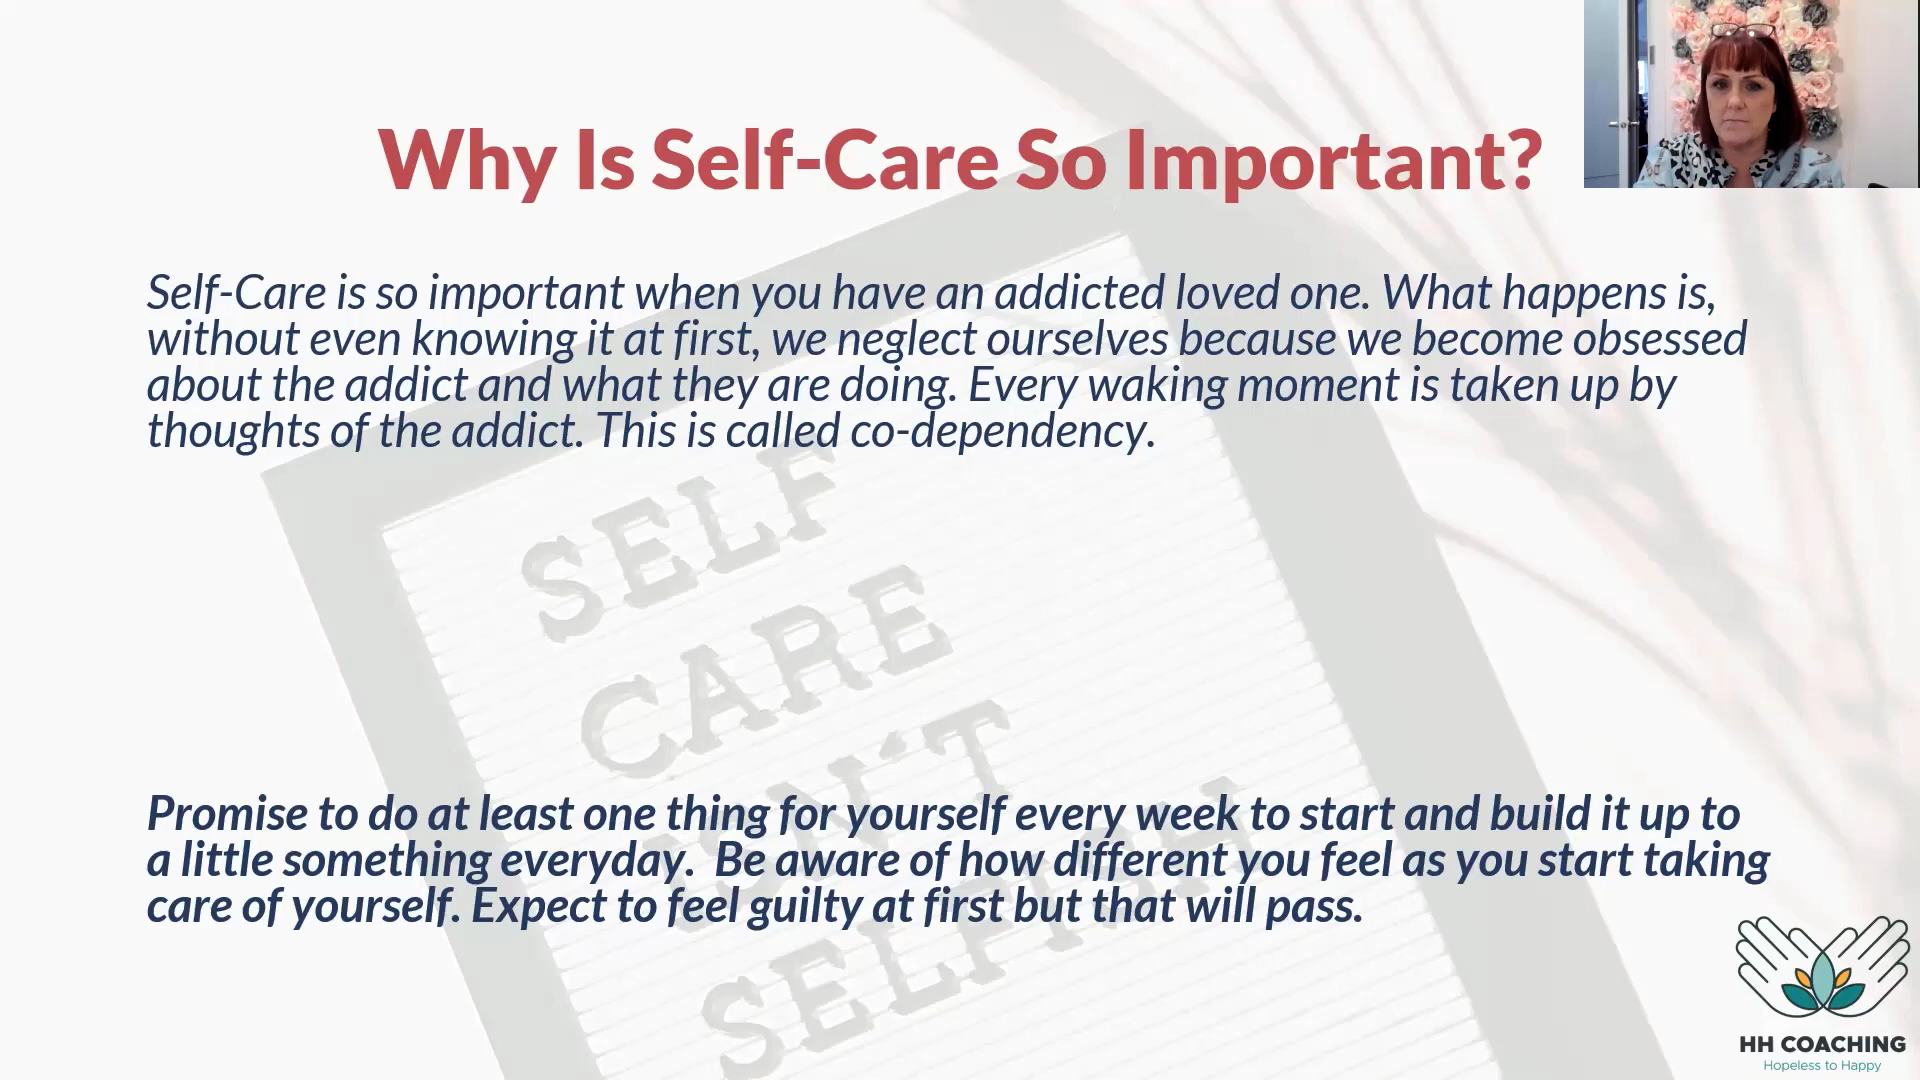 Why Is Self-Care So Important?
Self-Care is so important when you have an addicted loved one. What happens is,
without even knowing it at first, we neglect ourselves because we become obsessed
about the addict and what they are doing. Every waking moment is taken up by
thoughts of the addict. This is called co-dependency.
SELF
CARE
ISN'T
SELFISH
Promise to do at least one thing for yourself every week to start and build it up to
a little something everyday.  Be aware of how different you feel as you start taking
care of yourself. Expect to feel guilty at first but that will pass.
HH COACHING
Hopeless to Happy